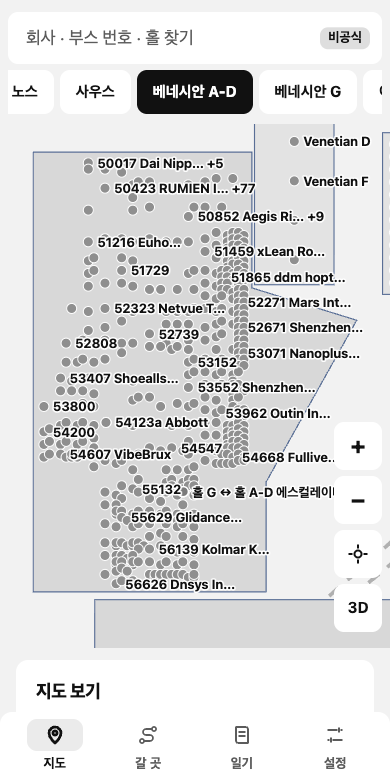 회사 · 부스 번호 · 홀 찾기
비공식
노스
사우스
베네시안 A-D
베네시안 G
Venetian D
50017 Dai Nipp... +5
Venetian F
50423 RUMIEN I... +77
50852 Aegis Ri... +9
51216 Euho...
51459 xLean Ro...
51729
51865 ddm hopt...
52271 Mars Int...
52323 Netvue T...
52671 Shenzhen...
52739
52808
53071 Nanoplus...
53152
53407 Shoealls...
53552 Shenzhen...
53800
53962 Outin In...
54123a Abbott
54200
54547
54607 VibeBrux
54668 Fullive...
55132
홀 G ↔ 홀 A-D 에스컬레이
55629 Glidance...
56139 Kolmar K...
56626 Dnsys In...
+
−
3D
지도 보기
지도
갈 곳
일기
설정